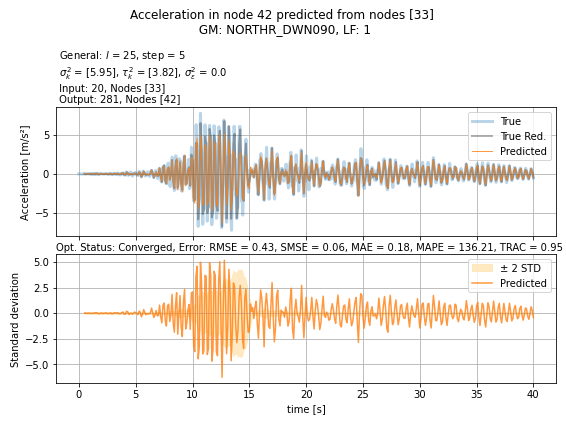 Acceleration in node 42 predicted from nodes [33]
GM: NORTHR_DWN090, LF: 1
General: l = 25, step = 5
σ²ₖ = [5.95], τ²ₖ = [3.82], σ²ε = 0.0
Input: 20, Nodes [33]
Output: 281, Nodes [42]
Acceleration [m/s²]
5
0
−5
True
True Red.
Predicted
Opt. Status: Converged, Error: RMSE = 0.43, SMSE = 0.06, MAE = 0.18, MAPE = 136.21, TRAC = 0.95
Standard deviation
5.0
2.5
0.0
−2.5
−5.0
± 2 STD
Predicted
0 5 10 15 20 25 30 35 40
time [s]